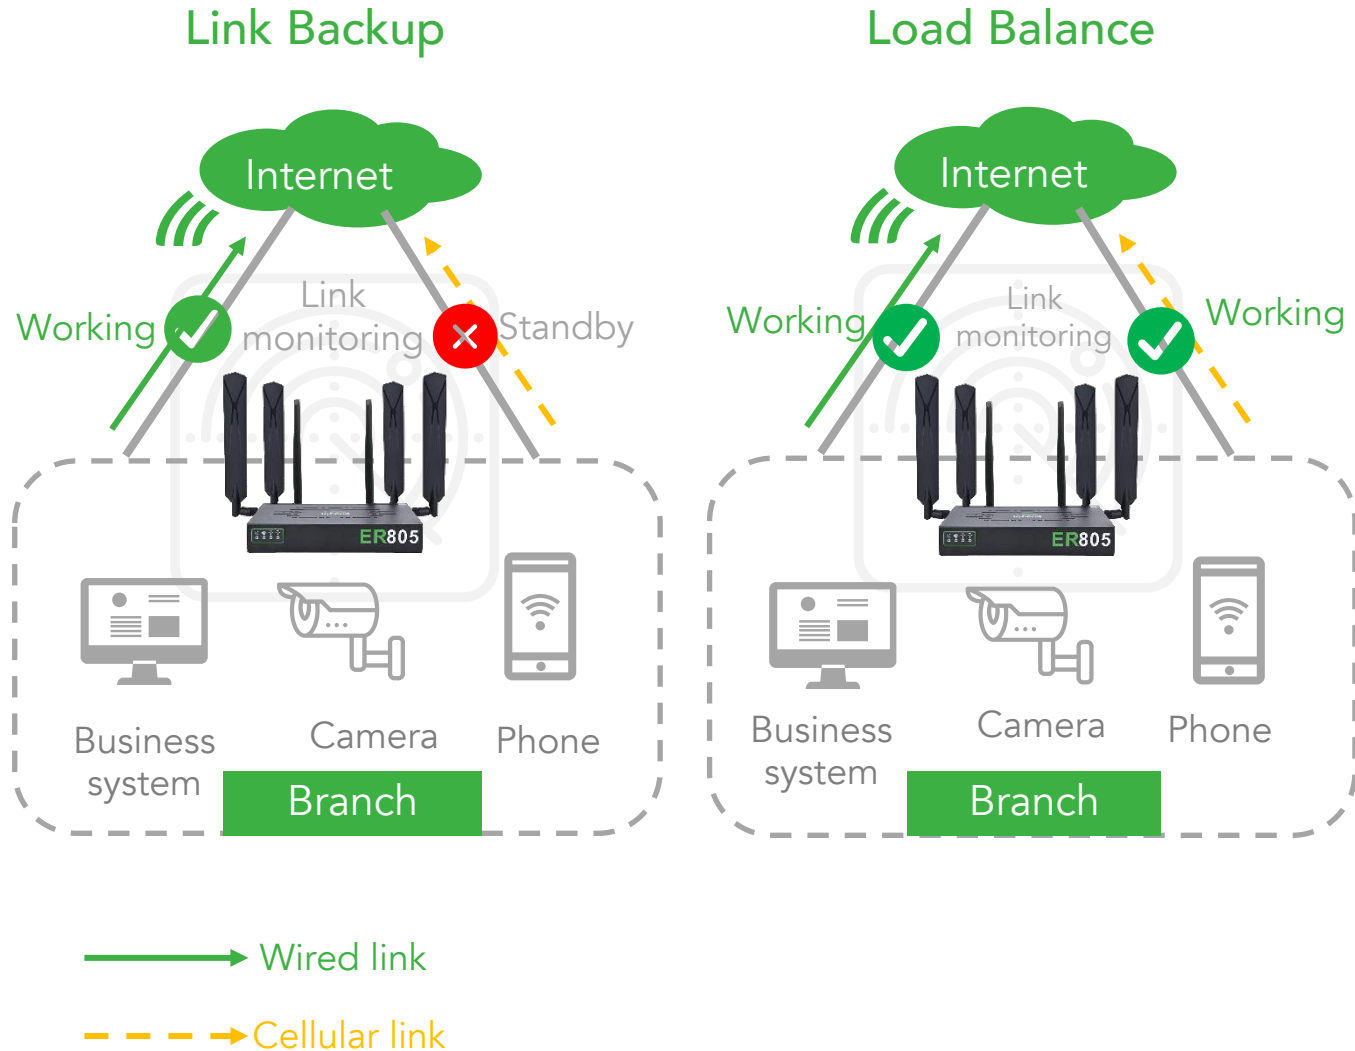 Link Backup
Internet
Working
Link
monitoring
Standby
ER805
Business
system
Camera
Phone
Branch
Load Balance
Internet
Working
Link
monitoring
Working
ER805
Business
system
Camera
Phone
Branch
Wired link
Cellular link